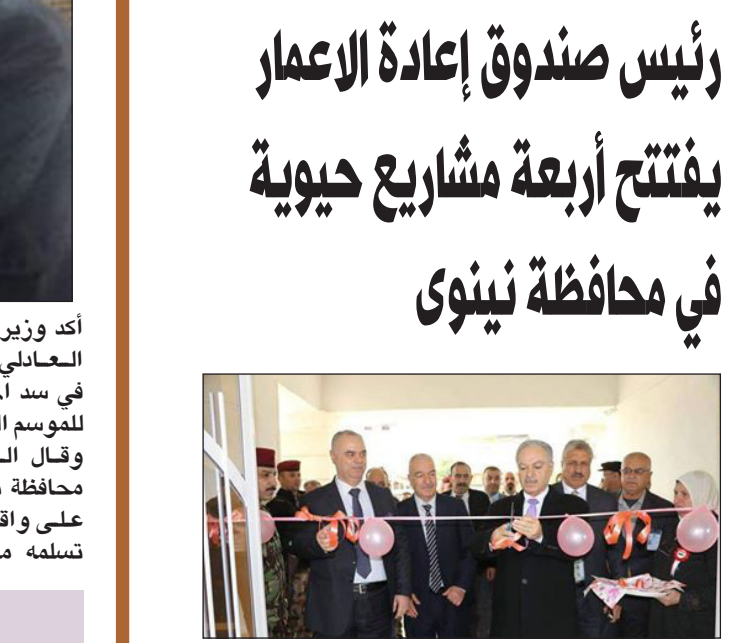 رئيس صندوق إعادة الاعمار
يفتتح أربعة مشاريع حيوية
في محافظة نينوى
أكد وزير
العادلي
في سد
للموسم
وقال
محافظة
على
تسلمه